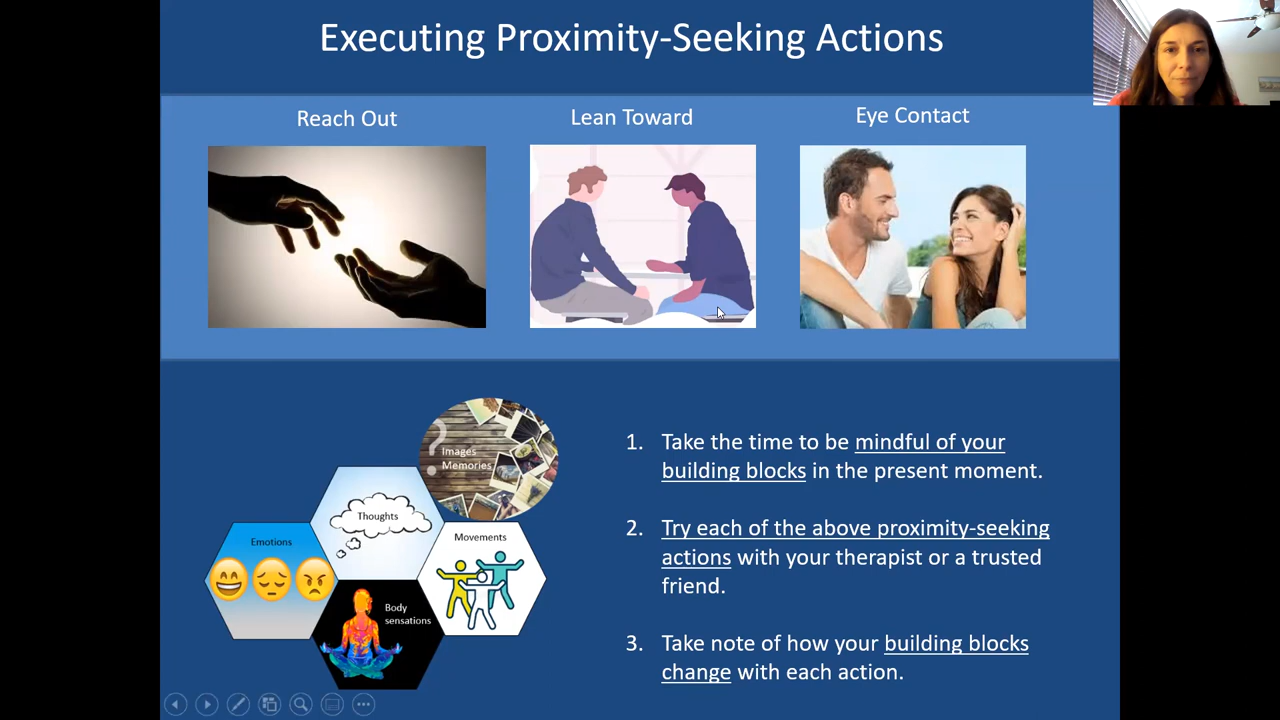 Executing Proximity-Seeking Actions
Reach Out
Lean Toward
Eye Contact
Images
Memories
Thoughts
Emotions
Movements
Body
sensations
1. Take the time to be mindful of your
building blocks in the present moment.
2. Try each of the above proximity-seeking
actions with your therapist or a trusted
friend.
3. Take note of how your building blocks
change with each action.